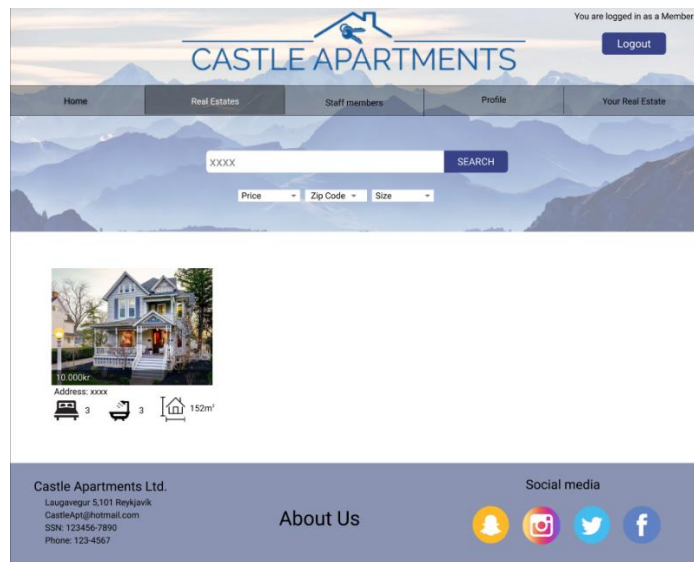 You are logged in as a Member
Logout
CASTLE APARTMENTS
Home Real Estates Staff members Profile Your Real Estate
xxxx SEARCH
Price Zip Code Size
10.000kr
Address: xxxx
3 3 152m²
Castle Apartments Ltd.
Laugavegur 5,101 Reykjavík
CastleApt@hotmail.com
SSN: 123456-7890
Phone: 123-4567
About Us
Social media